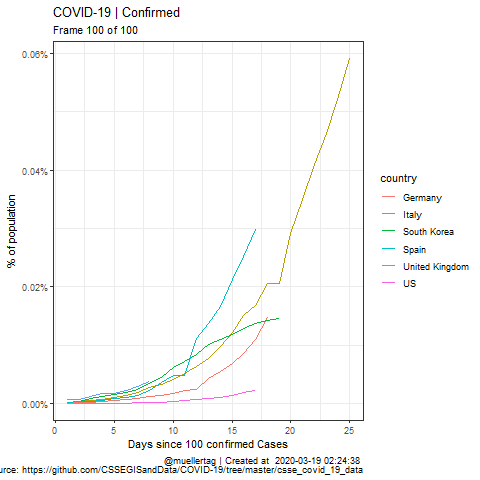 COVID-19 | Confirmed
Frame 100 of 100
0.06%
0.04%
0.02%
0.00%
% of population
0
5
10
15
20
25
Days since 100 confirmed Cases
country
Germany
Italy
South Korea
Spain
United Kingdom
US
@muellertag | Created at 2020-03-19 02:24:38
urce: https://github.com/CSSEGISandData/COVID-19/tree/master/csse_covid_19_data